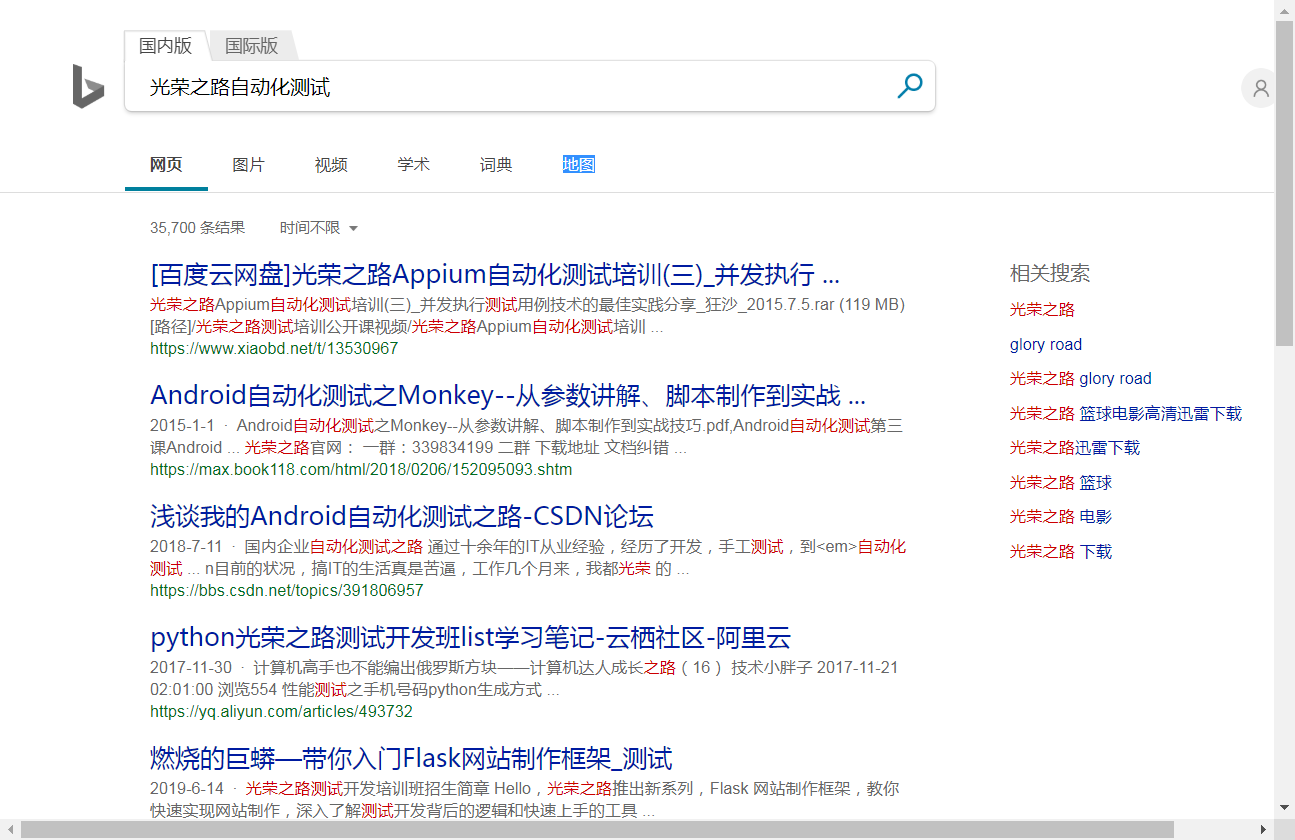 国内版 国际版
光荣之路自动化测试
网页 图片 视频 学术 词典 地图
35,700 条结果 时间不限
[百度云网盘]光荣之路Appium自动化测试培训(三)_并发执行 ...
光荣之路Appium自动化测试培训(三)_并发执行测试用例技术的最佳实践分享_狂沙_2015.7.5.rar (119 MB)
[路径]/光荣之路测试培训公开课视频/光荣之路Appium自动化测试培训 ...
https://www.xiaobd.net/t/13530967
Android自动化测试之Monkey--从参数讲解、脚本制作到实战 ...
2015-1-1 · Android自动化测试之Monkey--从参数讲解、脚本制作到实战技巧.pdf,Android自动化测试第三
课Android ... 光荣之路官网： 一群：339834199 二群 下载地址 文档纠错 ...
https://max.book118.com/html/2018/0206/152095093.shtm
浅谈我的Android自动化测试之路-CSDN论坛
2018-7-11 · 国内企业自动化测试之路 通过十余年的IT从业经验，经历了开发，手工测试，到<em>自动化
测试 ... n目前的状况，搞IT的生活真是苦逼，工作几个月来，我都光荣 的 ...
https://bbs.csdn.net/topics/391806957
python光荣之路测试开发班list学习笔记-云栖社区-阿里云
2017-11-30 · 计算机高手也不能编出俄罗斯方块——计算机达人成长之路（16） 技术小胖子 2017-11-21
02:01:00 浏览554 性能测试之手机号码python生成方式 ...
https://yq.aliyun.com/articles/493732
燃烧的巨蟒—带你入门Flask网站制作框架_测试
2019-6-14 · 光荣之路测试开发培训班招生简章 Hello，光荣之路推出新系列，Flask 网站制作框架，教你
快速实现网站制作，深入了解测试开发背后的逻辑和快速上手的工具 ...
相关搜索
光荣之路
glory road
光荣之路 glory road
光荣之路 篮球电影高清迅雷下载
光荣之路迅雷下载
光荣之路 篮球
光荣之路 电影
光荣之路 下载